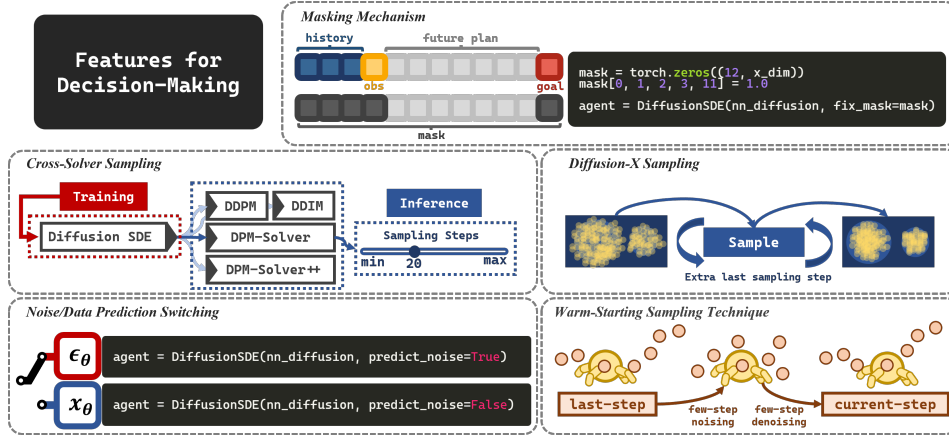 Features for
Decision-Making
Masking Mechanism
history
future plan
obs
goal
mask
mask = torch.zeros((12, x_dim))
mask[0, 1, 2, 3, 11] = 1.0
agent = DiffusionSDE(nn_diffusion, fix_mask=mask)
Cross-Solver Sampling
Training
Diffusion SDE
DDPM
DDIM
DPM-Solver
DPM-Solver++
Inference
Sampling Steps
min
20
max
Diffusion-X Sampling
Sample
Extra last sampling step
Noise/Data Prediction Switching
ϵθ
agent = DiffusionSDE(nn_diffusion, predict_noise=True)
xθ
agent = DiffusionSDE(nn_diffusion, predict_noise=False)
Warm-Starting Sampling Technique
last-step
few-step
noising
few-step
denoising
current-step